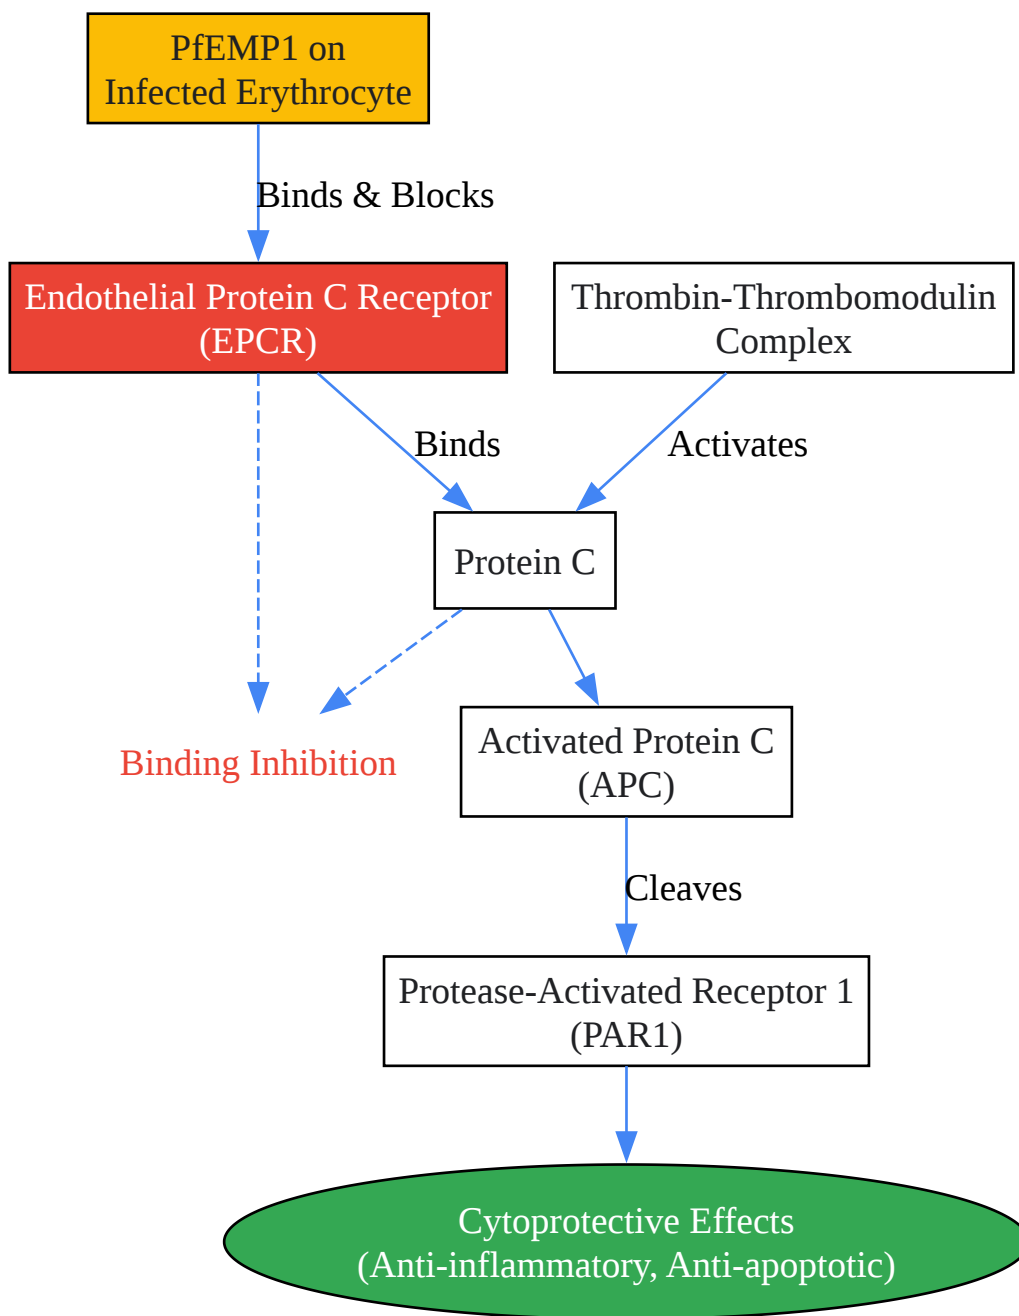 PfEMP1 on
Infected Erythrocyte
Binds & Blocks
Endothelial Protein C Receptor
(EPCR)
Thrombin-Thrombomodulin
Complex
Binds
Activates
Protein C
Binding Inhibition
Activated Protein C
(APC)
Cleaves
Protease-Activated Receptor 1
(PAR1)
Cytoprotective Effects
(Anti-inflammatory, Anti-apoptotic)